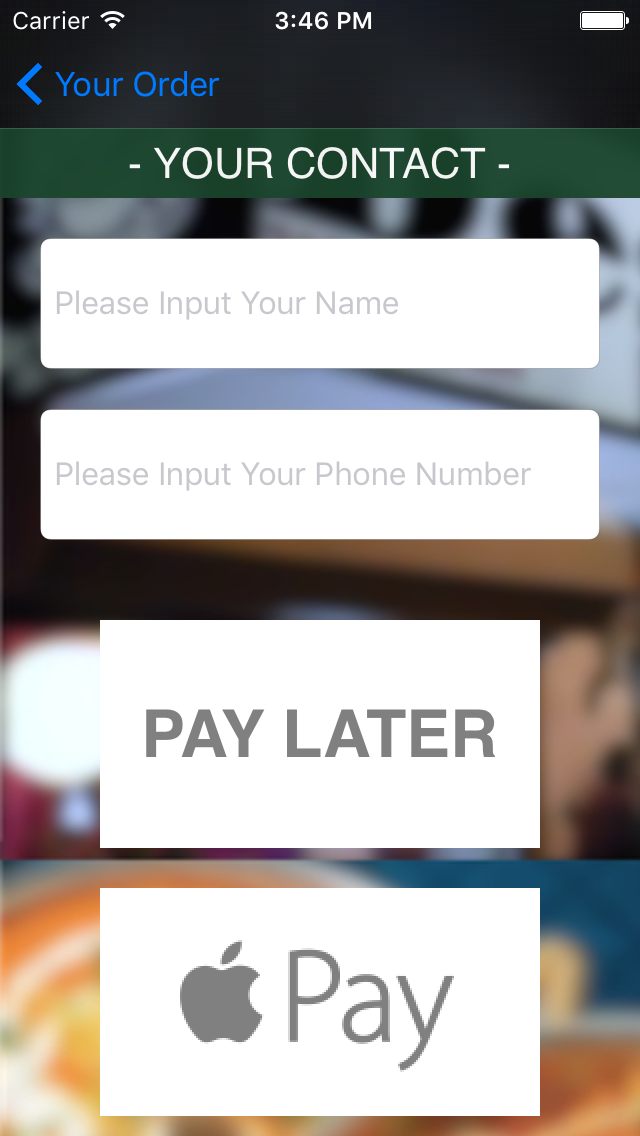 Carrier 3:46 PM
Your Order
- YOUR CONTACT -
Please Input Your Name
Please Input Your Phone Number
PAY LATER
Pay